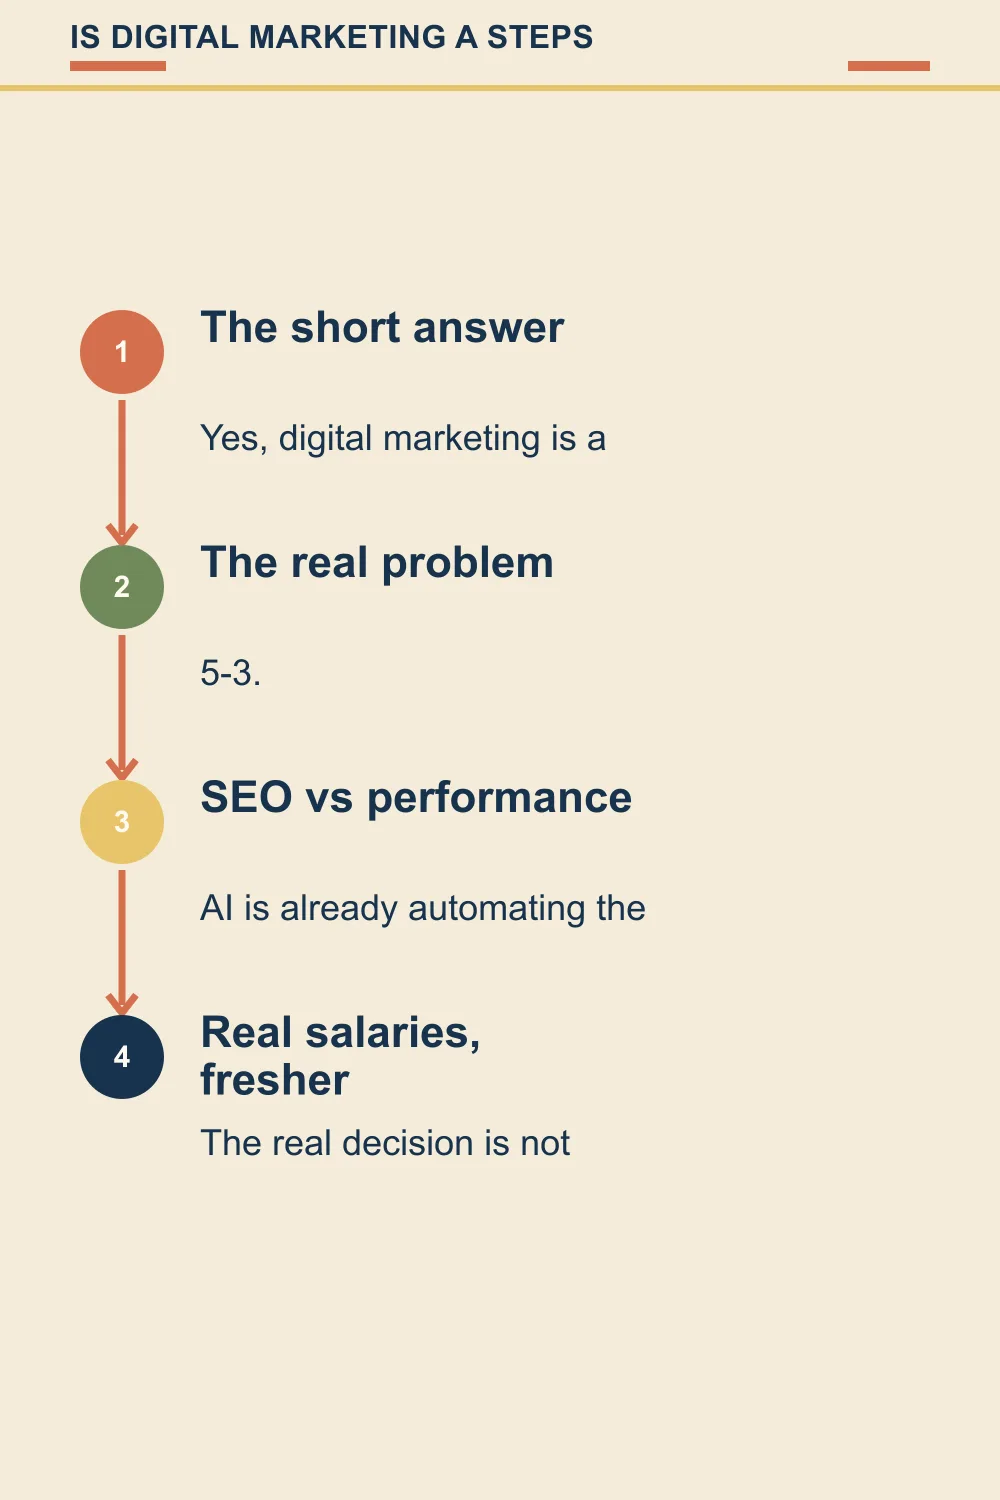 IS DIGITAL MARKETING A STEPS
1
The short answer
Yes, digital marketing is a
2
The real problem
5-3.
3
SEO vs performance
AI is already automating the
4
Real salaries,
fresher
The real decision is not